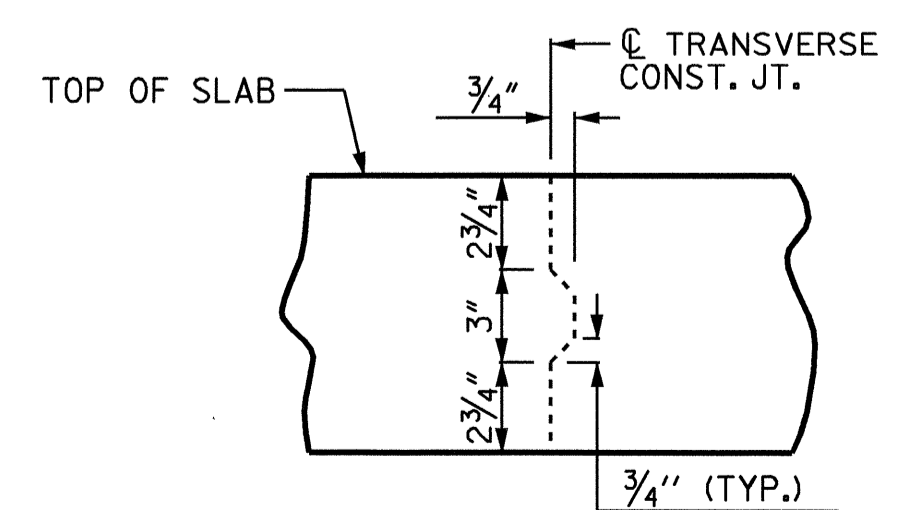 ℄ TRANSVERSE
CONST. JT.
TOP OF SLAB
3/4"
2 3/4"
3"
2 3/4"
3/4" (TYP.)